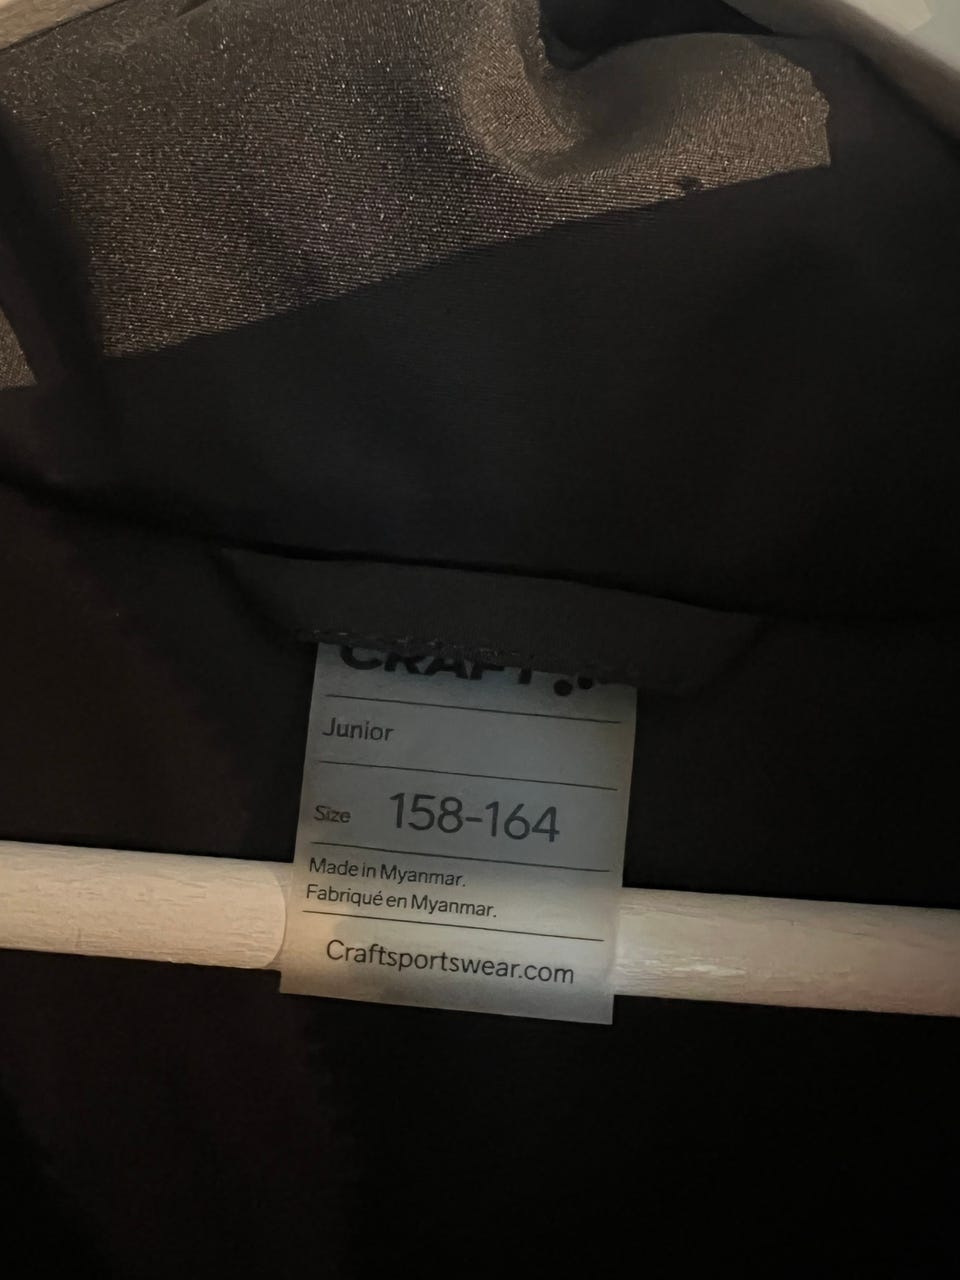 CRAFT
Junior
Size 158-164
Made in Myanmar.
Fabriqué en Myanmar.
Craftsportswear.com